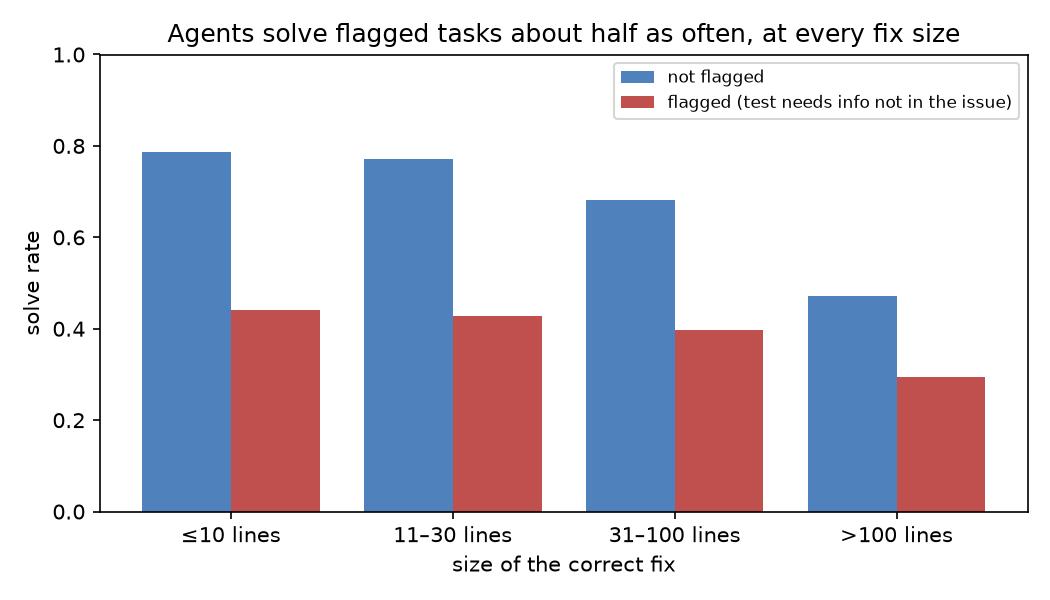 Agents solve flagged tasks about half as often, at every fix size
not flagged
flagged (test needs info not in the issue)
solve rate
1.0
0.8
0.6
0.4
0.2
0.0
≤10 lines
11–30 lines
31–100 lines
>100 lines
size of the correct fix